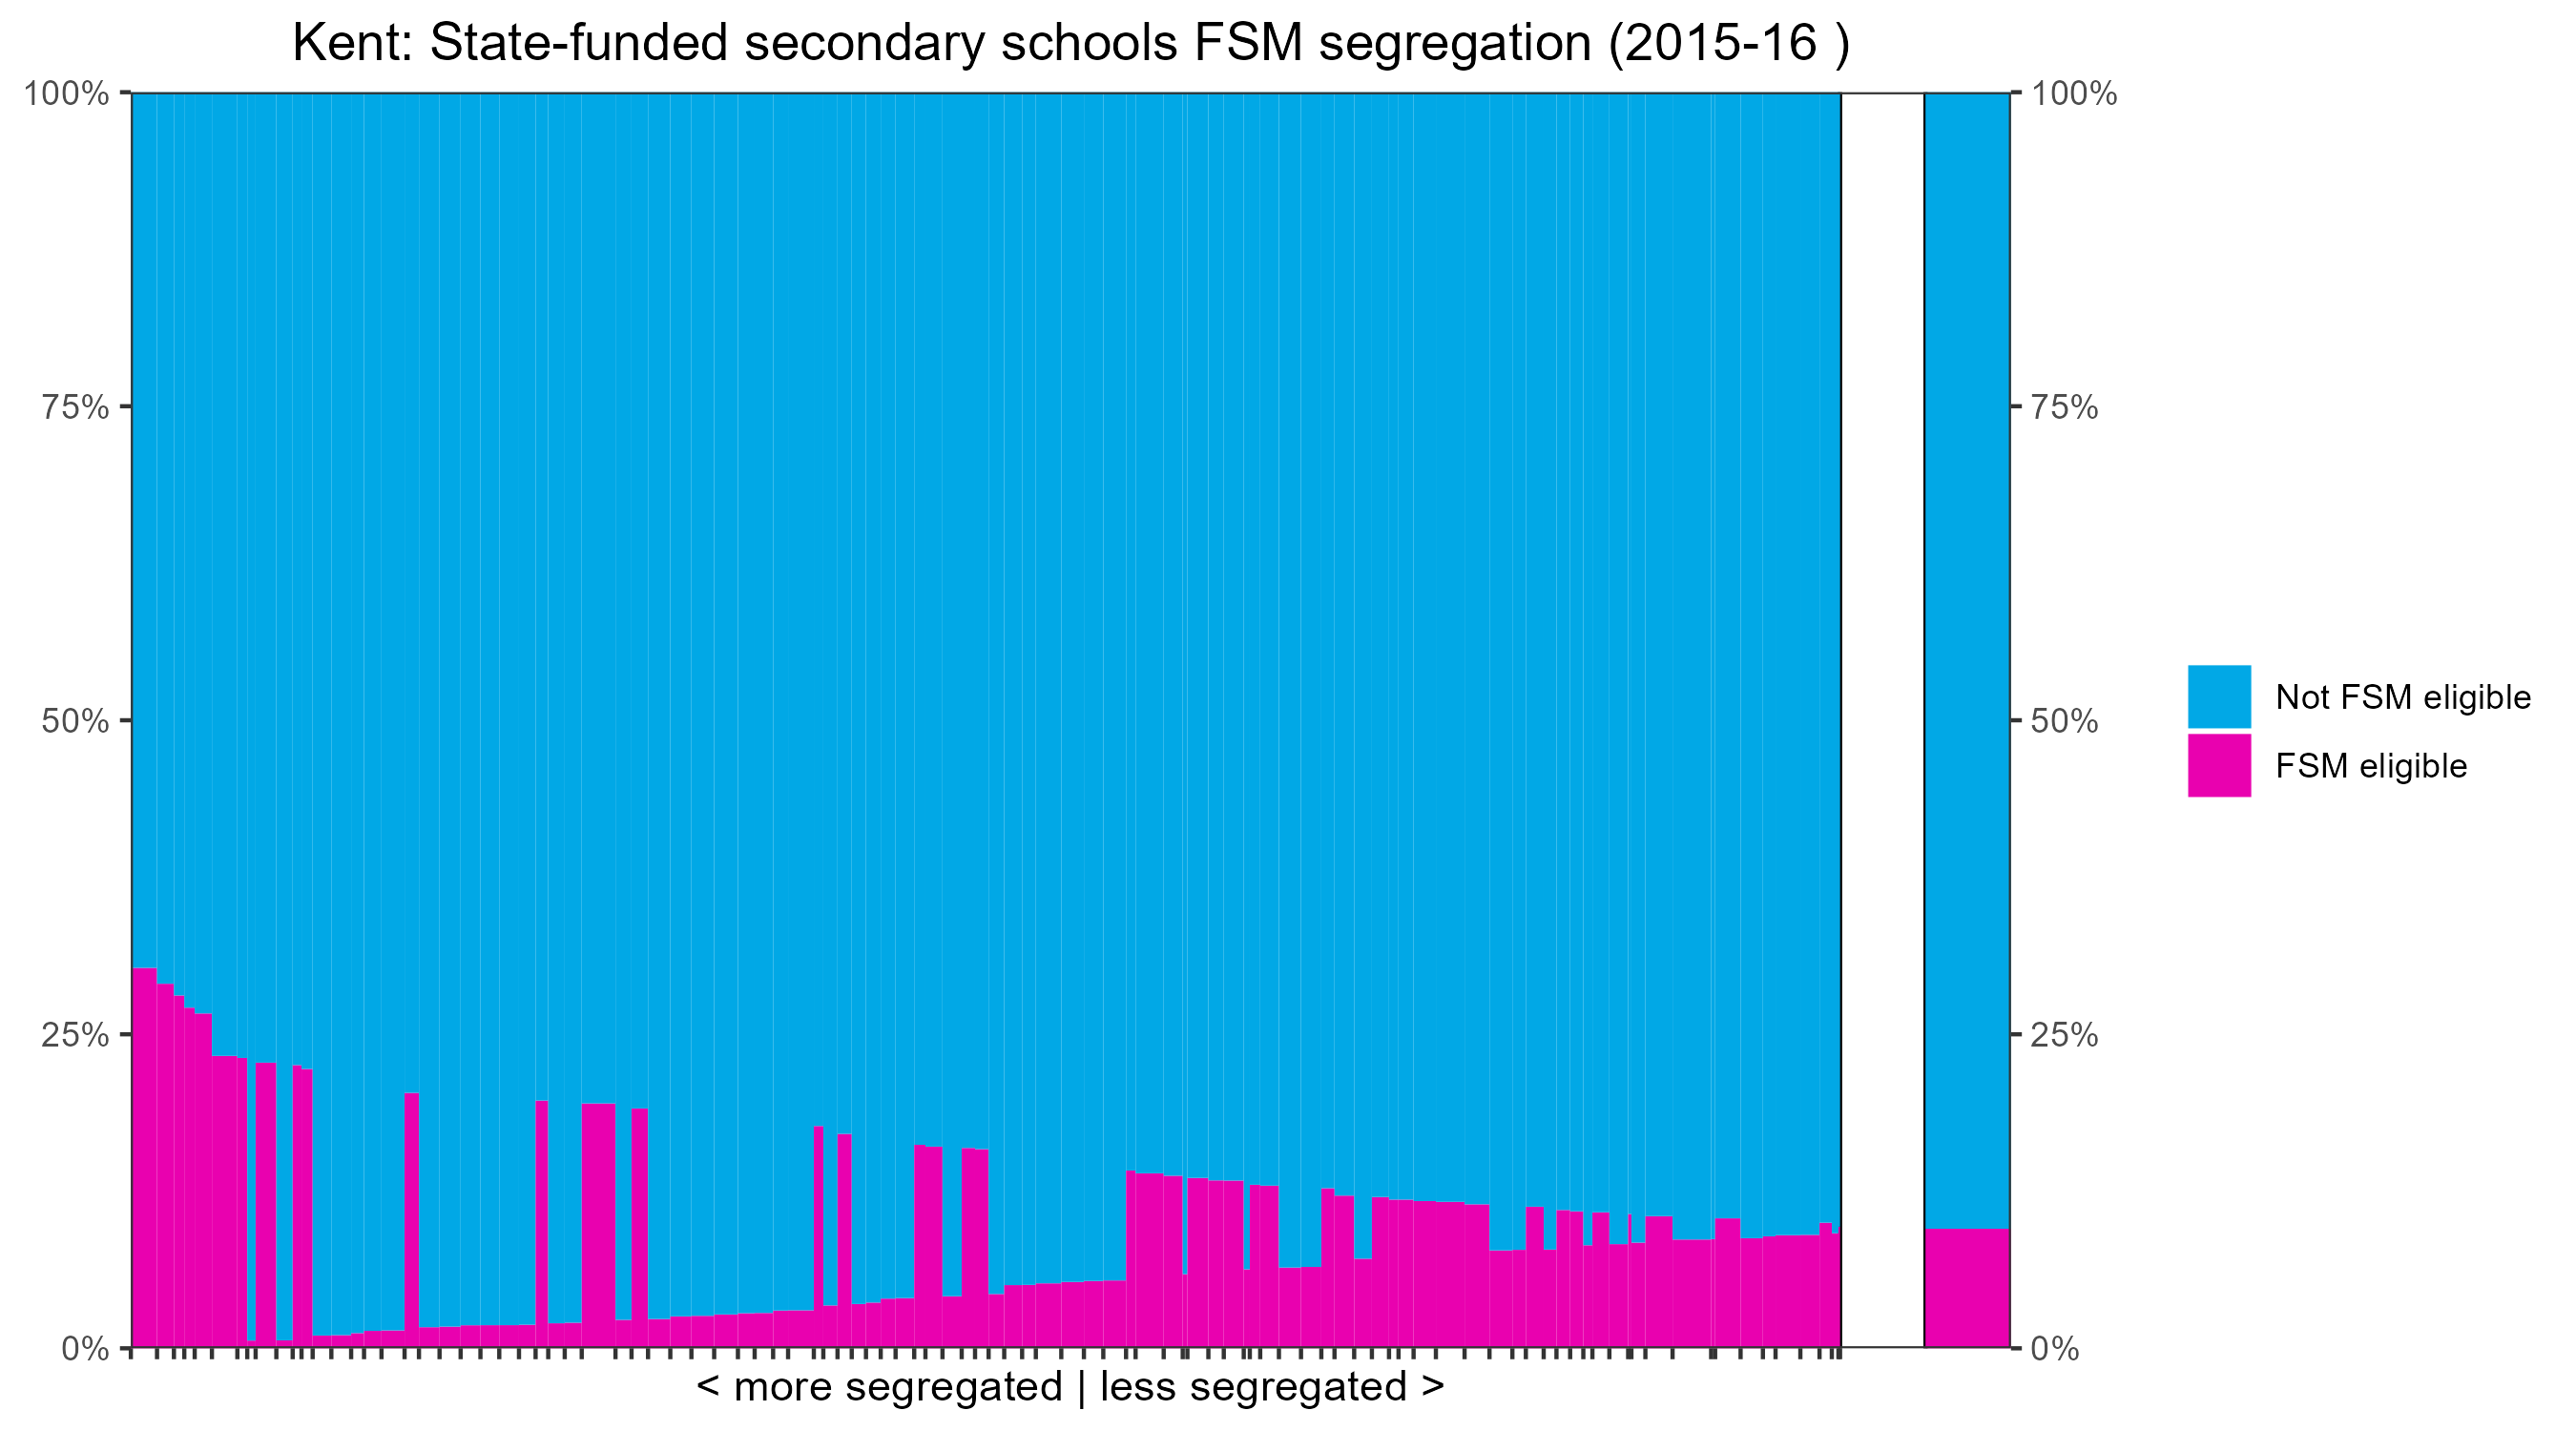 Kent: State-funded secondary schools FSM segregation (2015-16 )
100%
100%
75%
75%
50%
50%
25%
25%
0%
0%
Not FSM eligible
FSM eligible
< more segregated | less segregated >